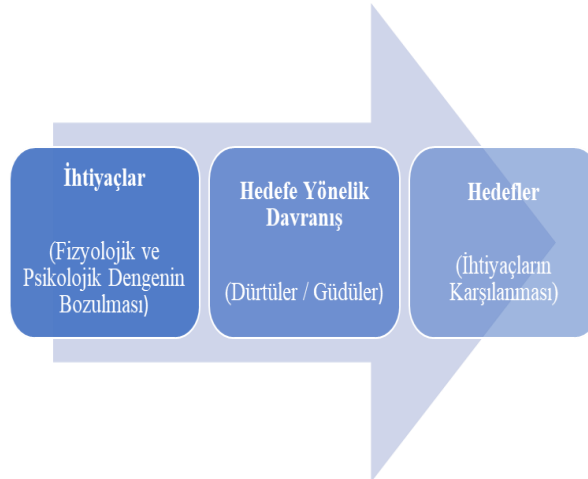 İhtiyaçlar
(Fizyolojik ve
Psikolojik Dengenin
Bozulması)
Hedefe Yönelik
Davranış
(Dürtüler / Güdüler)
Hedefler
(İhtiyaçların
Karşılanması)